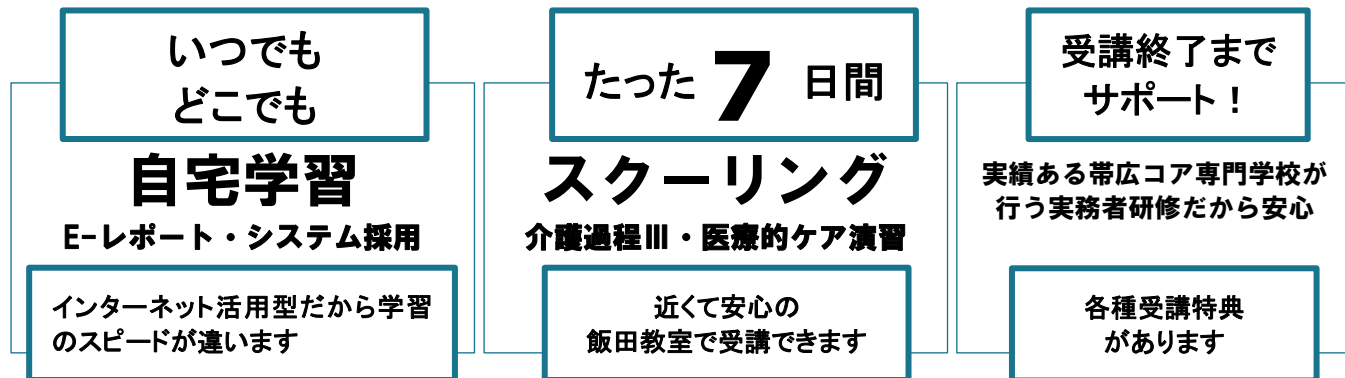 いつでも
どこでも
自宅学習
E-レポート・システム採用
インターネット活用型だから学習
のスピードが違います
たった 7 日間
スクーリング
介護過程Ⅲ・医療的ケア演習
近くて安心の
飯田教室で受講できます
受講終了まで
サポート！
実績ある帯広コア専門学校が
行う実務者研修だから安心
各種受講特典
があります